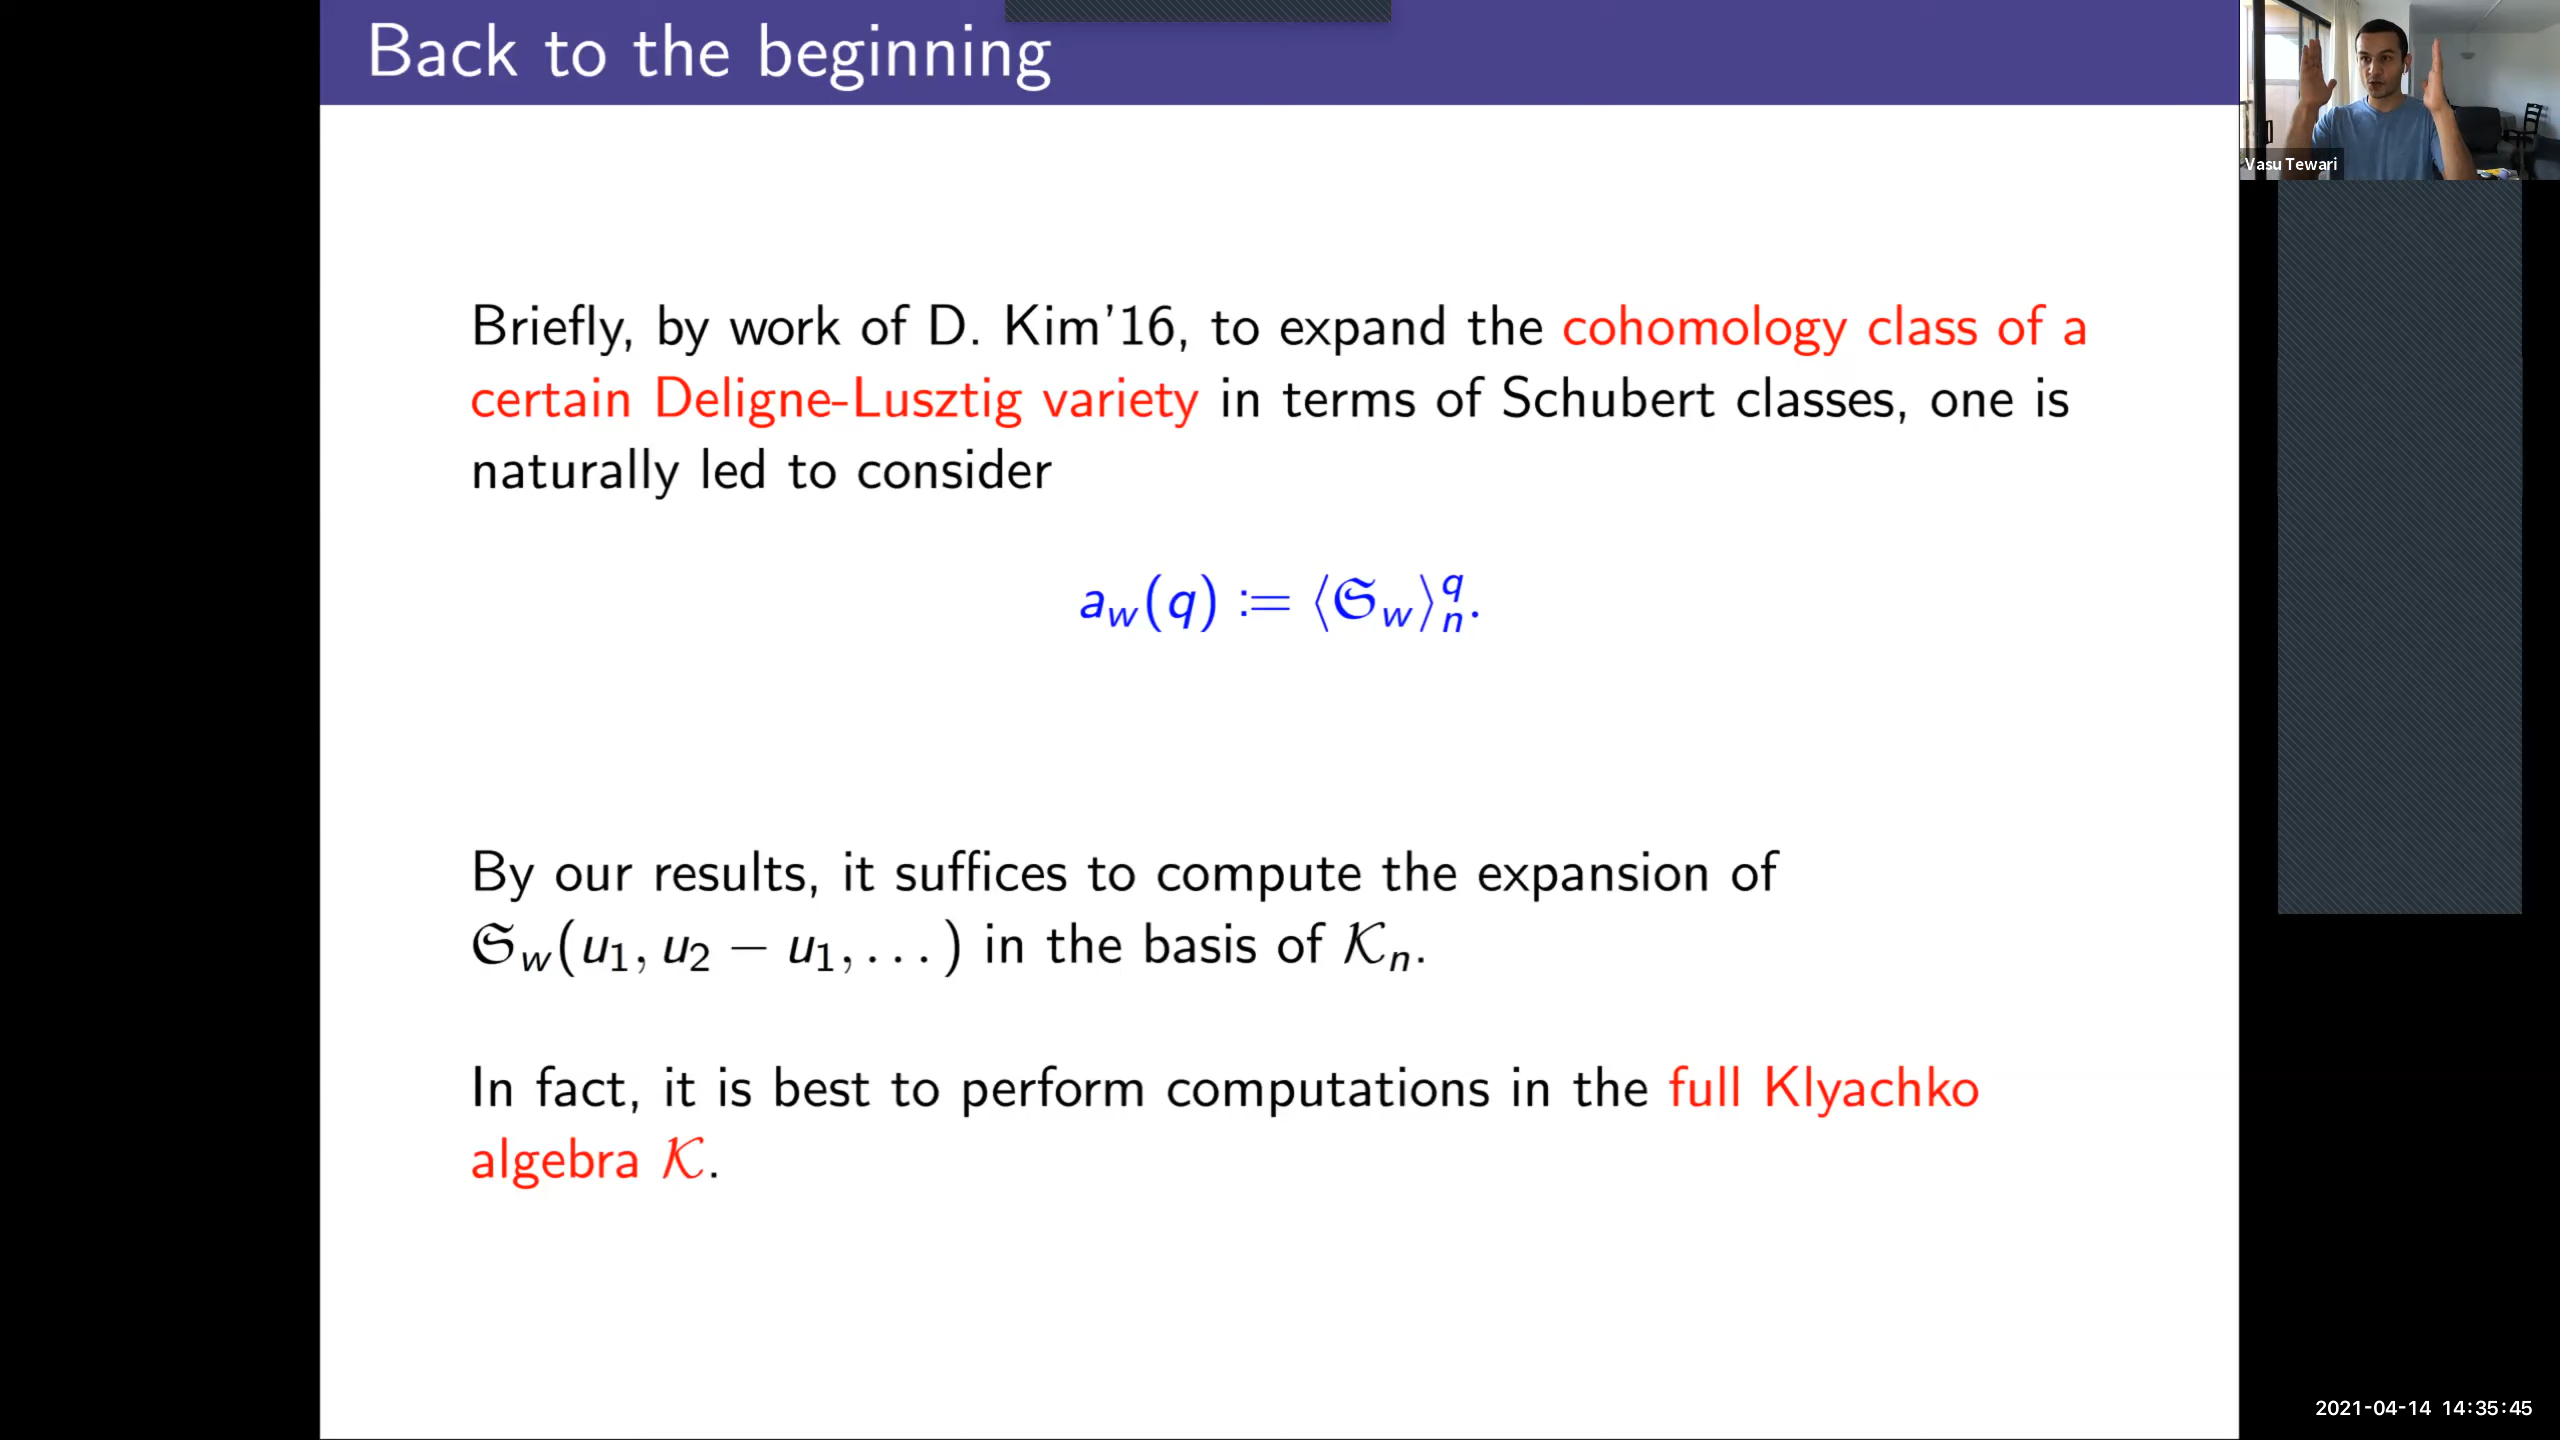 Back to the beginning
Vasu Tewari
Briefly, by work of D. Kim'16, to expand the cohomology class of a
certain Deligne-Lusztig variety in terms of Schubert classes, one is
naturally led to consider
a_w(q) := ⟨𝔖_w⟩_n^q.
By our results, it suffices to compute the expansion of
𝔖_w(u_1, u_2 − u_1, . . . ) in the basis of 𝒦_n.
In fact, it is best to perform computations in the full Klyachko
algebra 𝒦.
2021-04-14 14:35:45